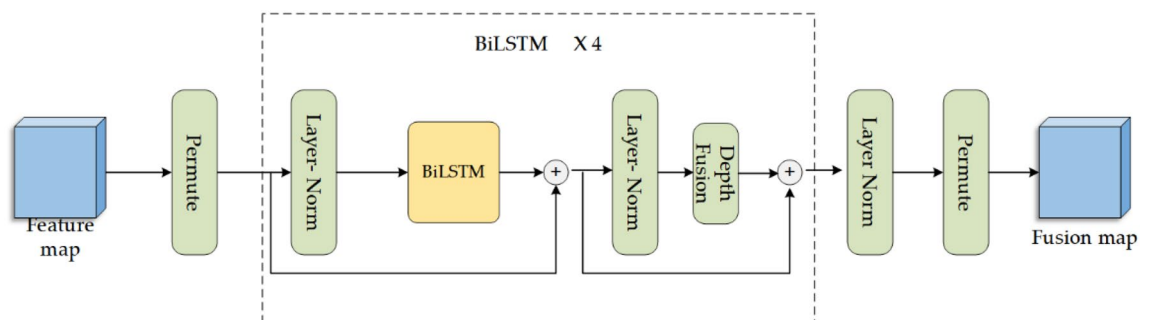 BiLSTM X 4
Feature
map
Permute
Layer- Norm
BiLSTM
+
Layer- Norm
Depth
Fusion
+
Layer Norm
Permute
Fusion map